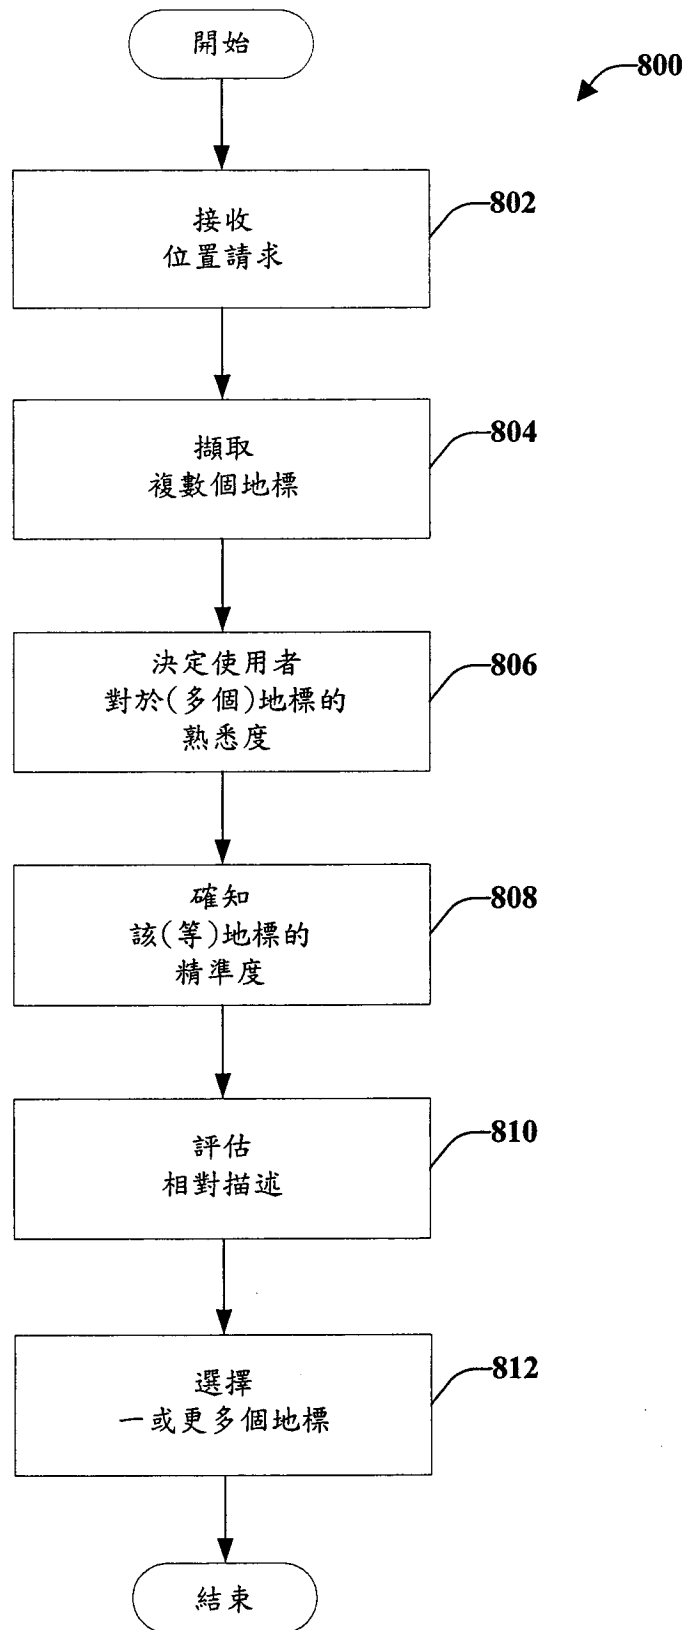 開始
800
接收
位置請求
802
擷取
複數個地標
804
決定使用者
對於(多個)地標的
熟悉度
806
確知
該(等)地標的
精準度
808
評估
相對描述
810
選擇
一或更多個地標
812
結束